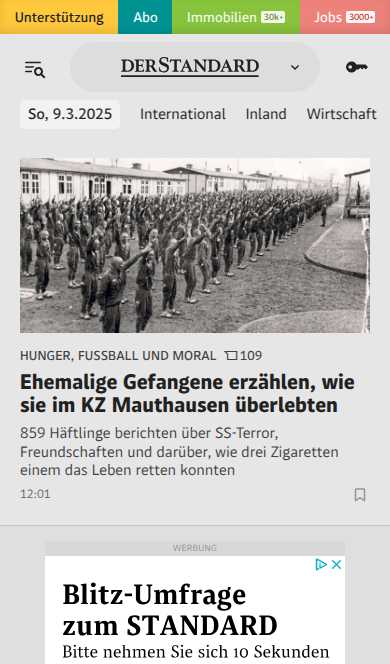 Unterstützung
Abo
Immobilien 30k+
Jobs 3000+
DERSTANDARD
So, 9.3.2025
International
Inland
Wirtschaft
HUNGER, FUSSBALL UND MORAL 109
Ehemalige Gefangene erzählen, wie
sie im KZ Mauthausen überlebten
859 Häftlinge berichten über SS-Terror,
Freundschaften und darüber, wie drei Zigaretten
einem das Leben retten konnten
12:01
WERBUNG
Blitz-Umfrage
zum STANDARD
Bitte nehmen Sie sich 10 Sekunden